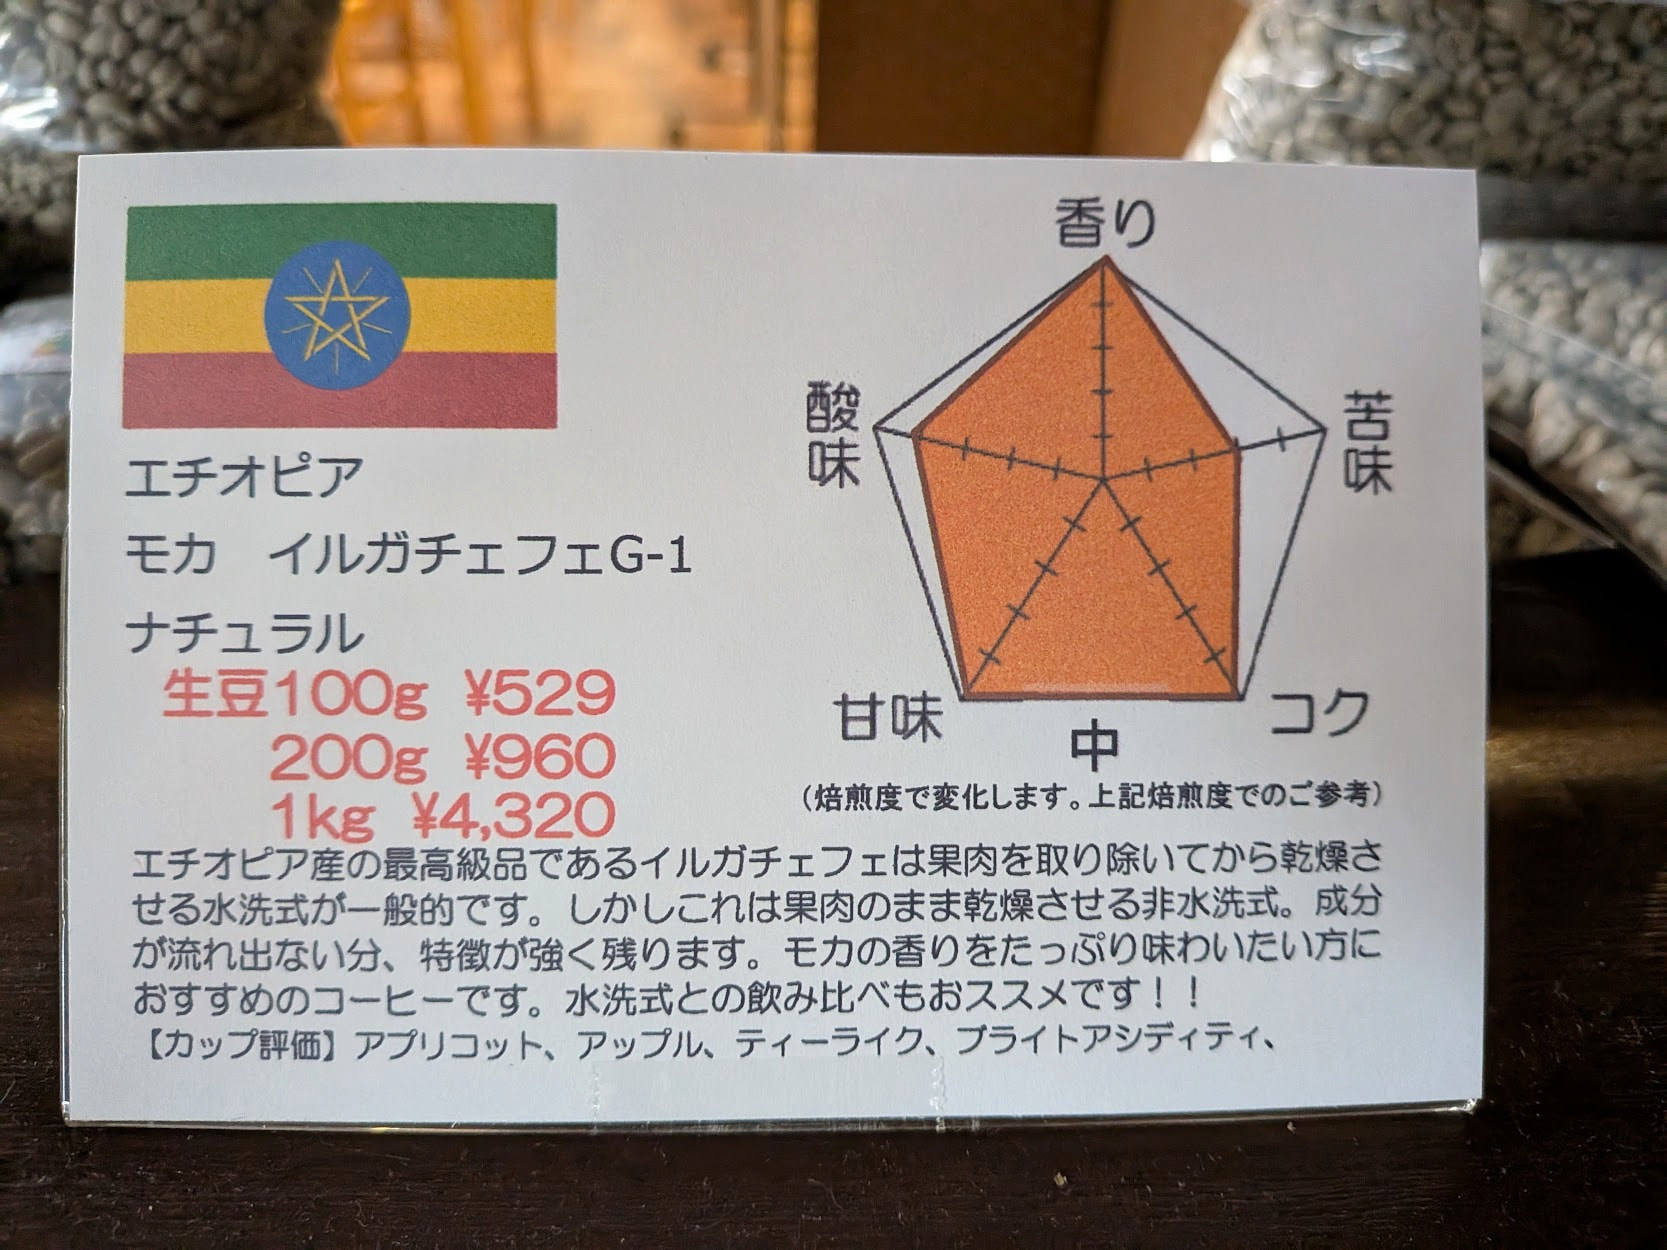 エチオピア
モカ　イルガチェフェG-1
ナチュラル
生豆100g ¥529
200g ¥960
1kg ¥4,320
香り
酸味
苦味
甘味
コク
中
（焙煎度で変化します。上記焙煎度でのご参考）
エチオピア産の最高級品であるイルガチェフェは果肉を取り除いてから乾燥さ
せる水洗式が一般的です。しかしこれは果肉のまま乾燥させる非水洗式。成分
が流れ出ない分、特徴が強く残ります。モカの香りをたっぷり味わいたい方に
おすすめのコーヒーです。水洗式との飲み比べもおススメです！！
【カップ評価】アプリコット、アップル、ティーライク、ブライトアシディティ、